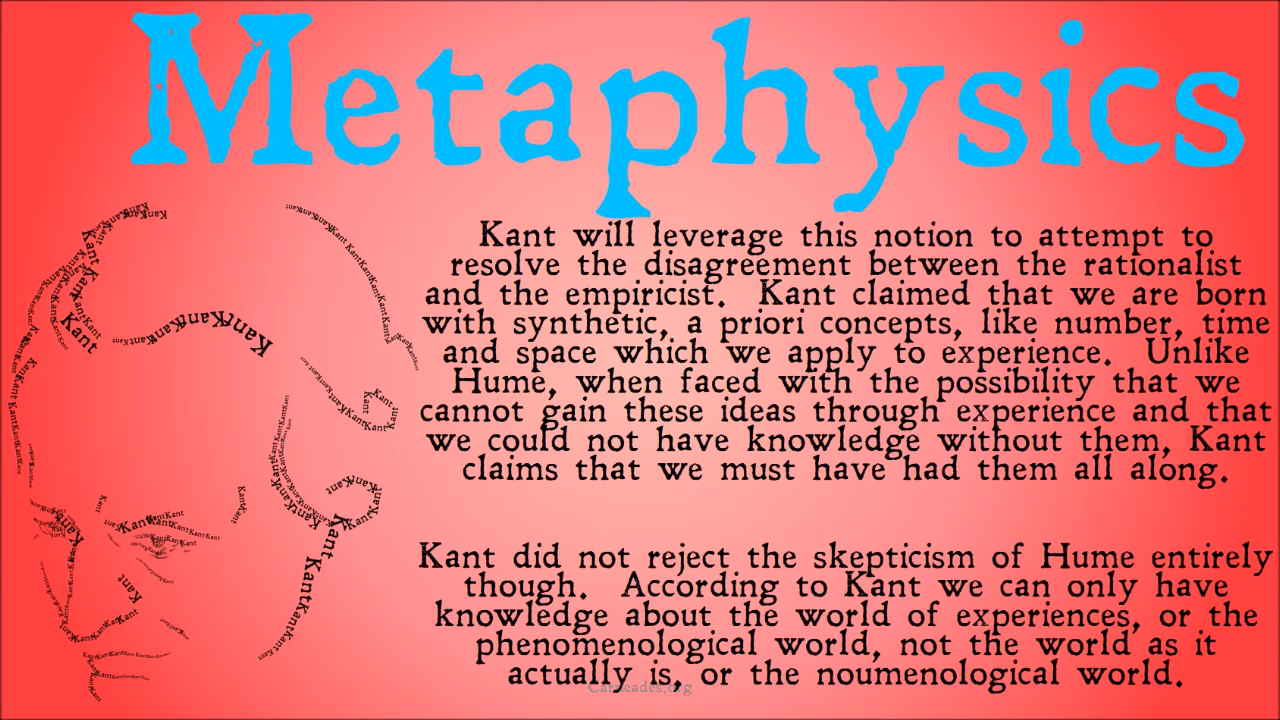 Metaphysics
Kant will leverage this notion to attempt to
resolve the disagreement between the rationalist
and the empiricist.  Kant claimed that we are born
with synthetic, a priori concepts, like number, time
and space which we apply to experience.  Unlike
Hume, when faced with the possibility that we
cannot gain these ideas through experience and that
we could not have knowledge without them, Kant
claims that we must have had them all along.
Kant did not reject the skepticism of Hume entirely
though.  According to Kant we can only have
knowledge about the world of experiences, or the
phenomenological world, not the world as it
actually is, or the noumenological world.
Carneades.org